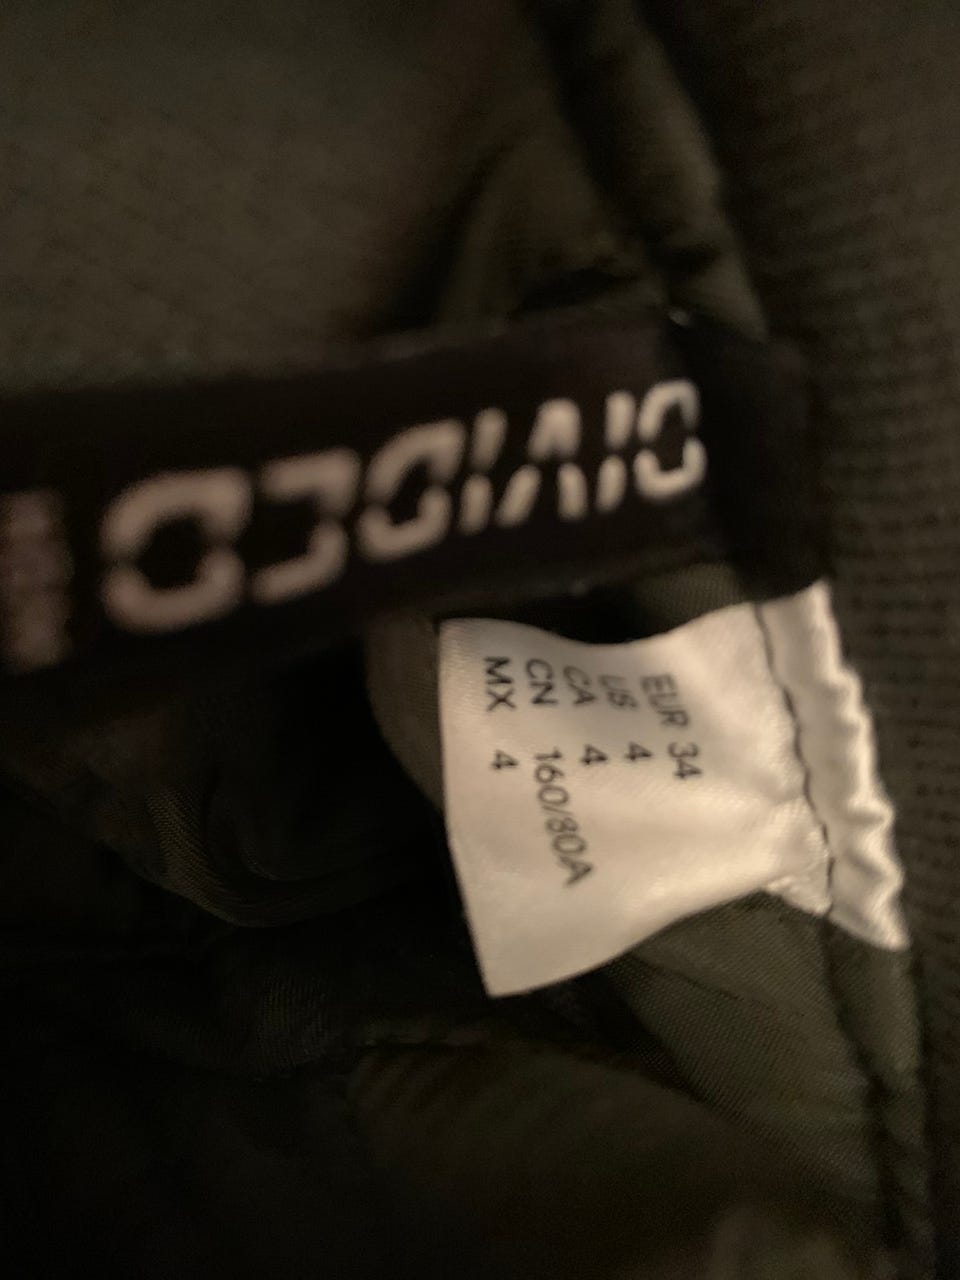 DIVIDED
EUR 34
US 4
CA 4
CN 160/80A
MX 4